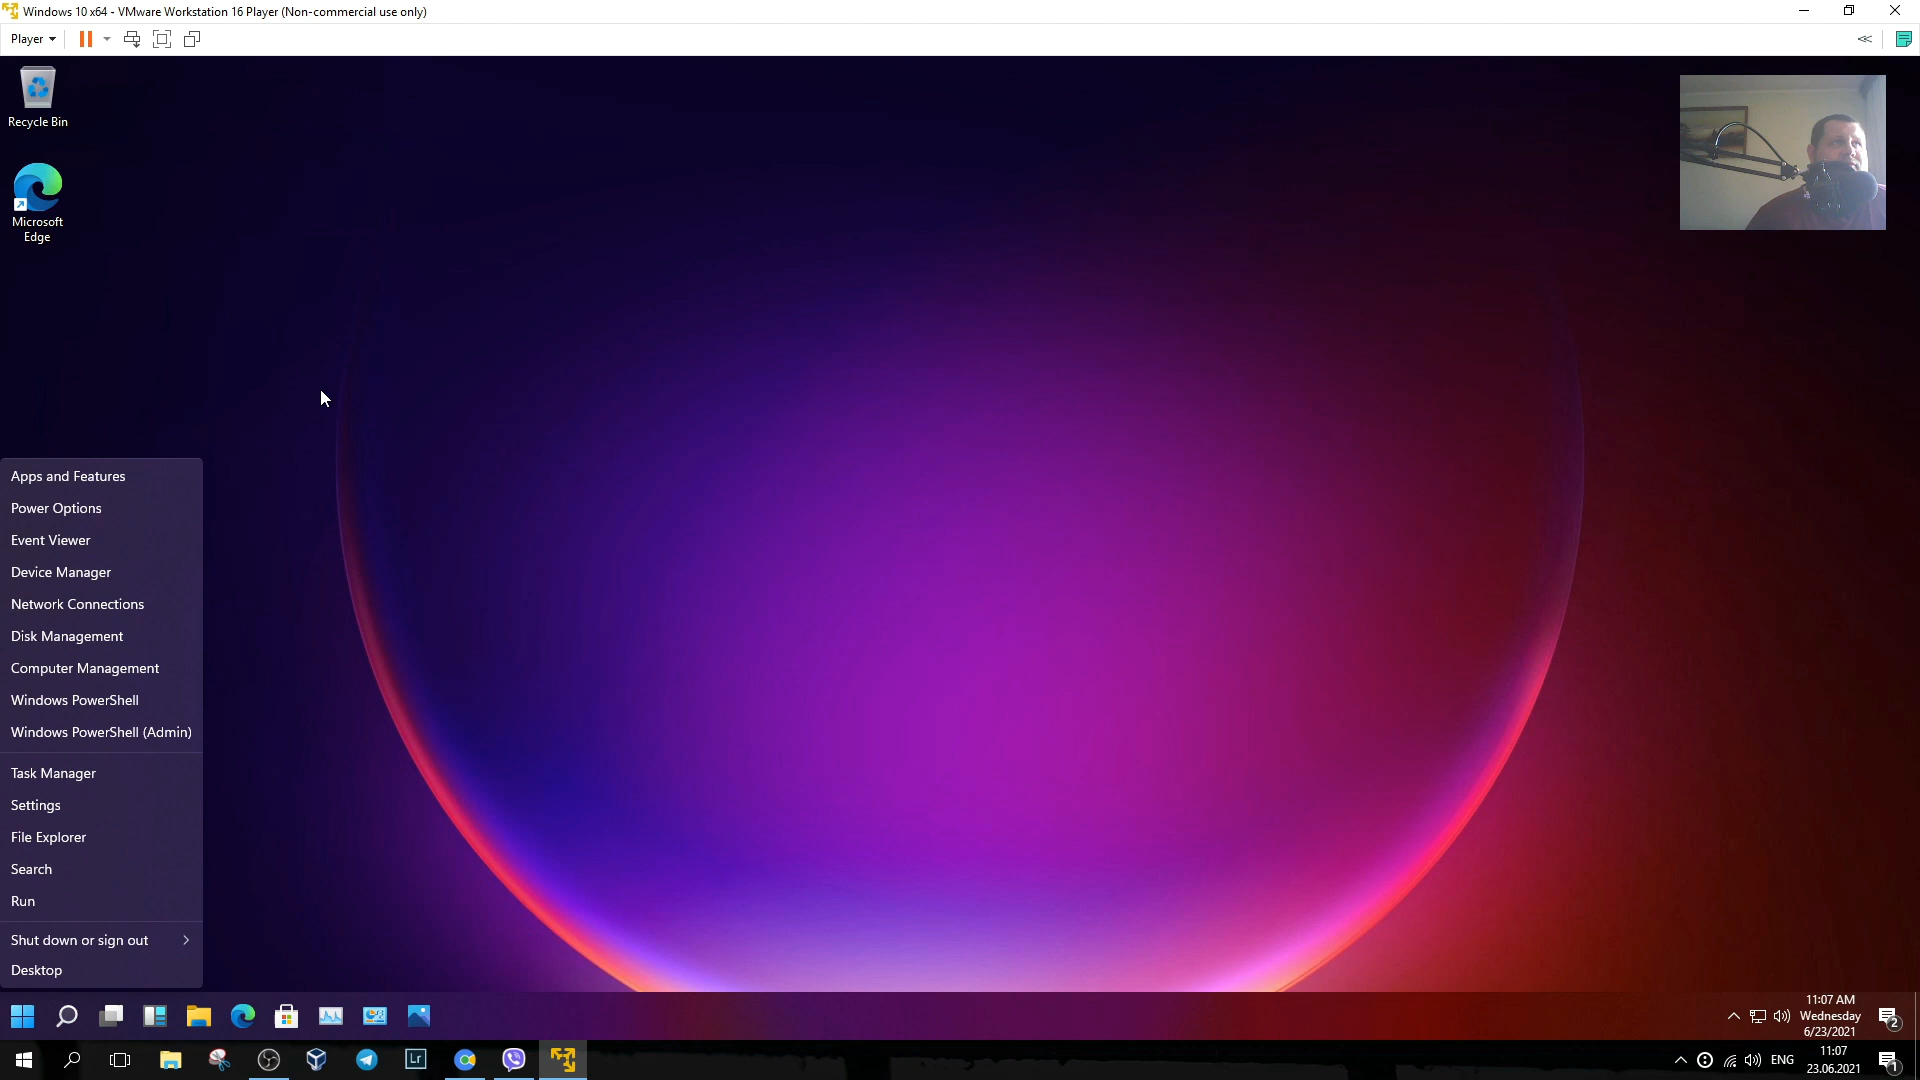 Windows 10 x64 - VMware Workstation 16 Player (Non-commercial use only)
Player
Recycle Bin
Microsoft
Edge
Apps and Features
Power Options
Event Viewer
Device Manager
Network Connections
Disk Management
Computer Management
Windows PowerShell
Windows PowerShell (Admin)
Task Manager
Settings
File Explorer
Search
Run
Shut down or sign out
Desktop
11:07 AM
Wednesday
6/23/2021
2
Lr
ENG
11:07
23.06.2021
1